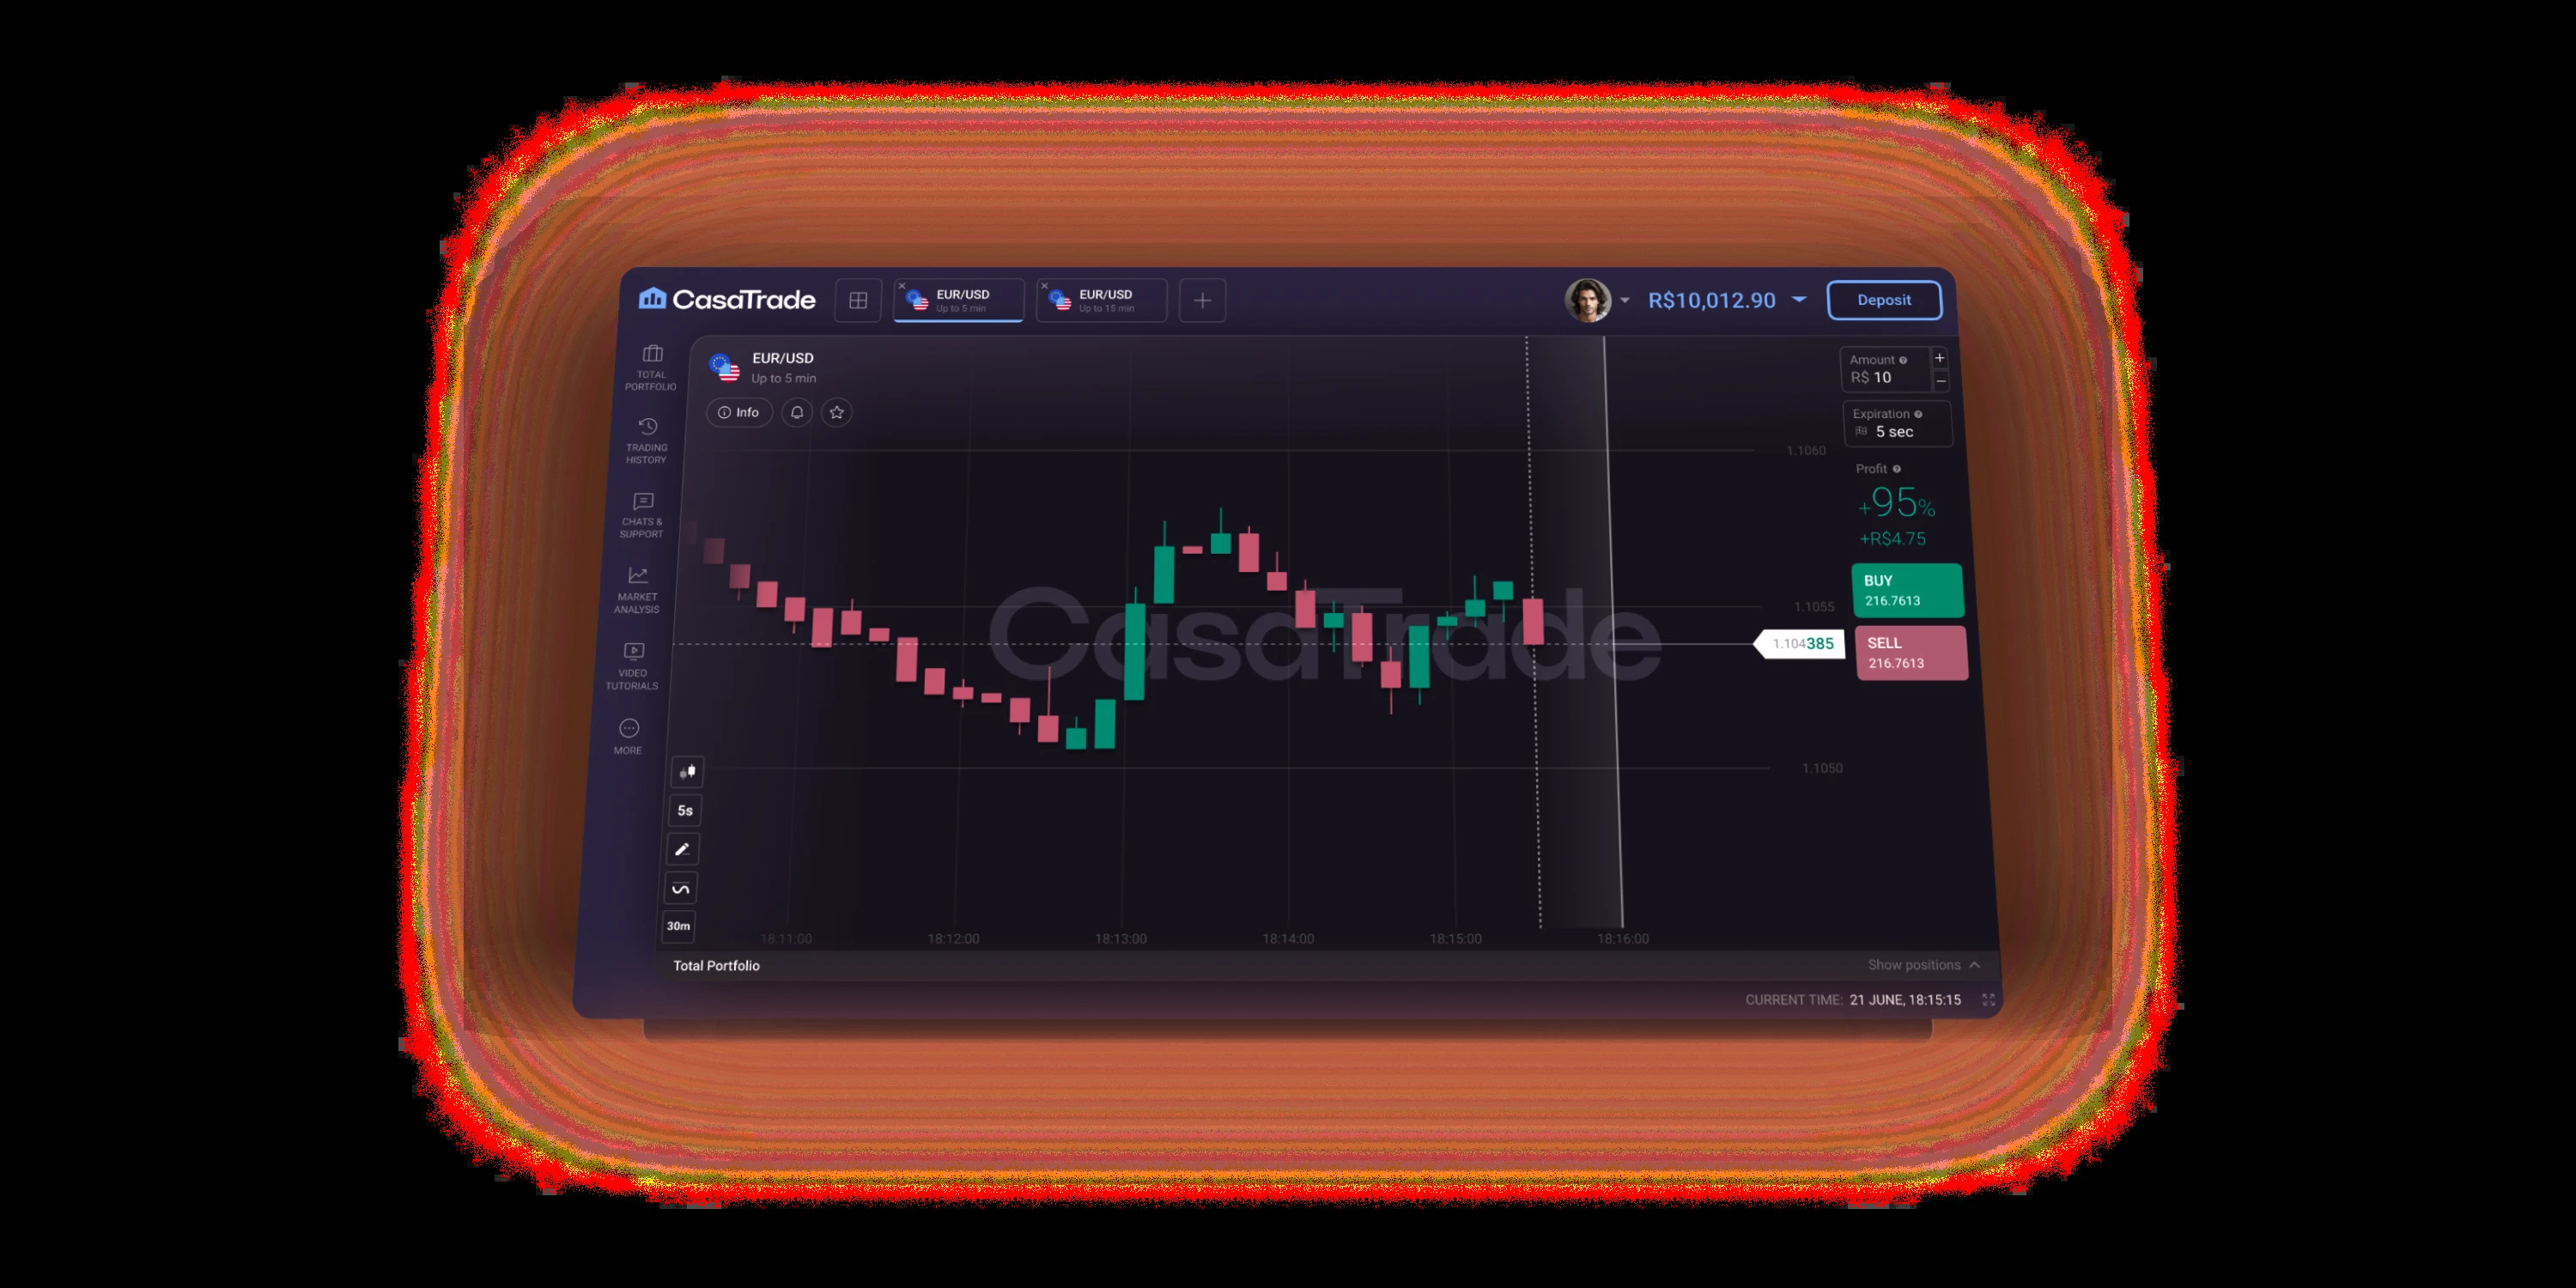 CasaTrade
EUR/USD
Up to 5 min
EUR/USD
Up to 15 min
R$10,012.90
Deposit
TOTAL
PORTFOLIO
TRADING
HISTORY
CHATS &
SUPPORT
MARKET
ANALYSIS
VIDEO
TUTORIALS
MORE
EUR/USD
Up to 5 min
Info
5s
30m
CasaTrade
1.1060
1.1055
1.104385
1.1050
18:11:00
18:12:00
18:13:00
18:14:00
18:15:00
18:16:00
Amount
R$ 10
+
−
Expiration
5 sec
Profit
+95%
+R$4.75
BUY
216.7613
SELL
216.7613
Total Portfolio
Show positions
CURRENT TIME: 21 JUNE, 18:15:15